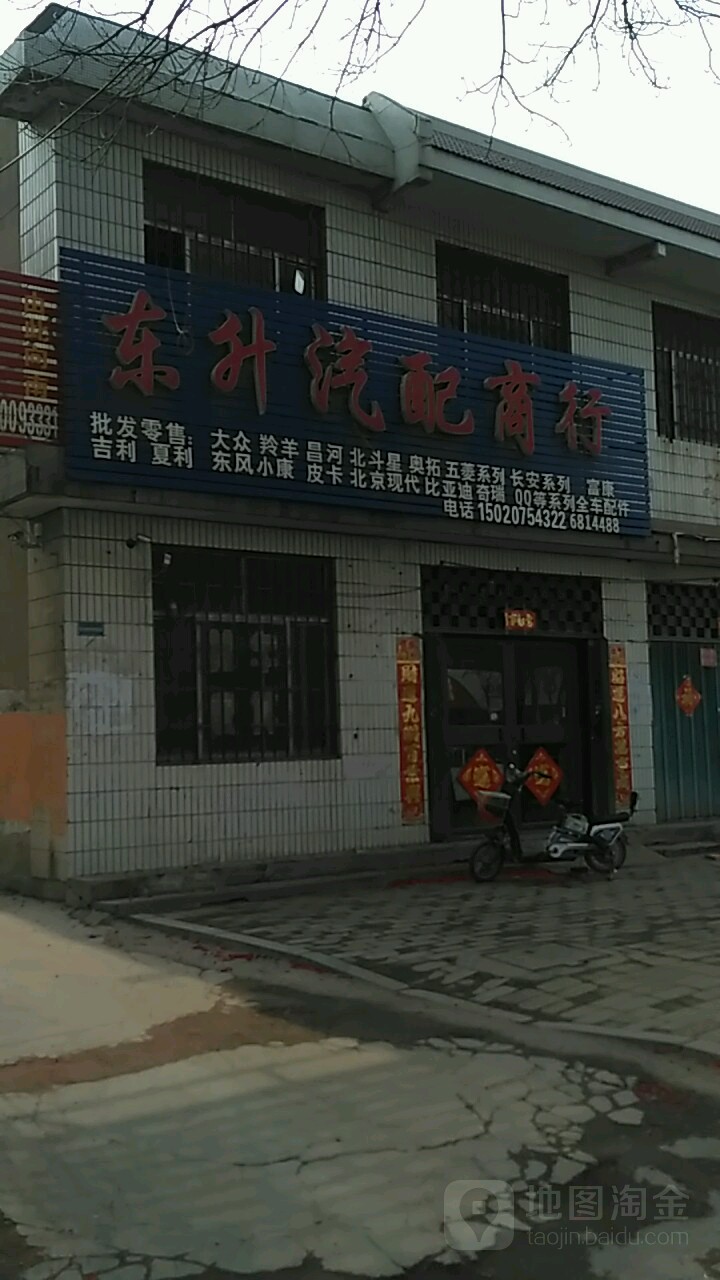 东升汽配商行
批发零售：大众 羚羊 昌河 北斗星 奥拓 五菱系列 长安系列 富康
吉利 夏利 东风小康 皮卡 北京现代 比亚迪 奇瑞 QQ等系列全车配件
电话 15020754322 6814488
009333
地图淘金
taojin.baidu.com